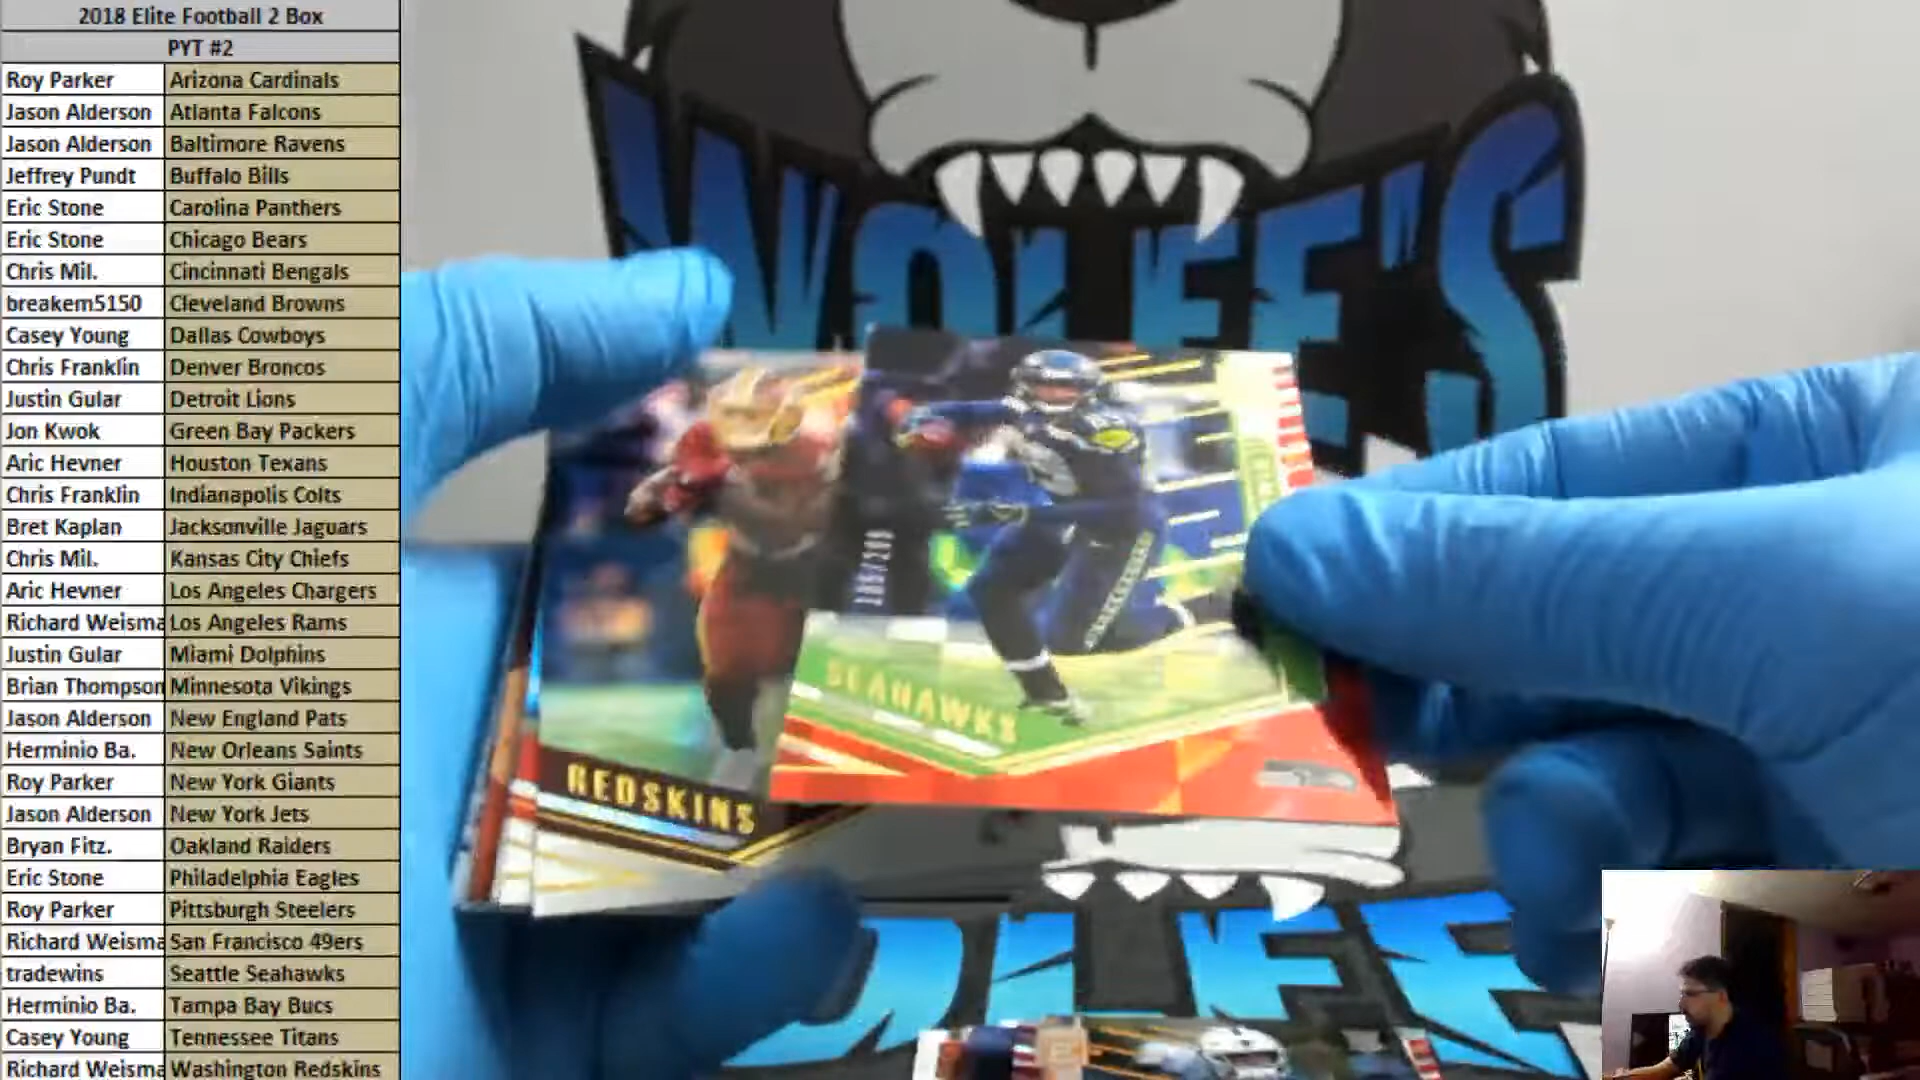 2018 Elite Football 2 Box
PYT #2
Roy Parker Arizona Cardinals
Jason Alderson Atlanta Falcons
Jason Alderson Baltimore Ravens
Jeffrey Pundt Buffalo Bills
Eric Stone Carolina Panthers
Eric Stone Chicago Bears
Chris Mil. Cincinnati Bengals
breakem5150 Cleveland Browns
Casey Young Dallas Cowboys
Chris Franklin Denver Broncos
Justin Gular Detroit Lions
Jon Kwok Green Bay Packers
Aric Hevner Houston Texans
Chris Franklin Indianapolis Colts
Bret Kaplan Jacksonville Jaguars
Chris Mil. Kansas City Chiefs
Aric Hevner Los Angeles Chargers
Richard Weisma Los Angeles Rams
Justin Gular Miami Dolphins
Brian Thompson Minnesota Vikings
Jason Alderson New England Pats
Herminio Ba. New Orleans Saints
Roy Parker New York Giants
Jason Alderson New York Jets
Bryan Fitz. Oakland Raiders
Eric Stone Philadelphia Eagles
Roy Parker Pittsburgh Steelers
Richard Weisma San Francisco 49ers
tradewins Seattle Seahawks
Herminio Ba. Tampa Bay Bucs
Casey Young Tennessee Titans
Richard Weisma Washington Redskins
WOLFE'S
SEAHAWKS
REDSKINS